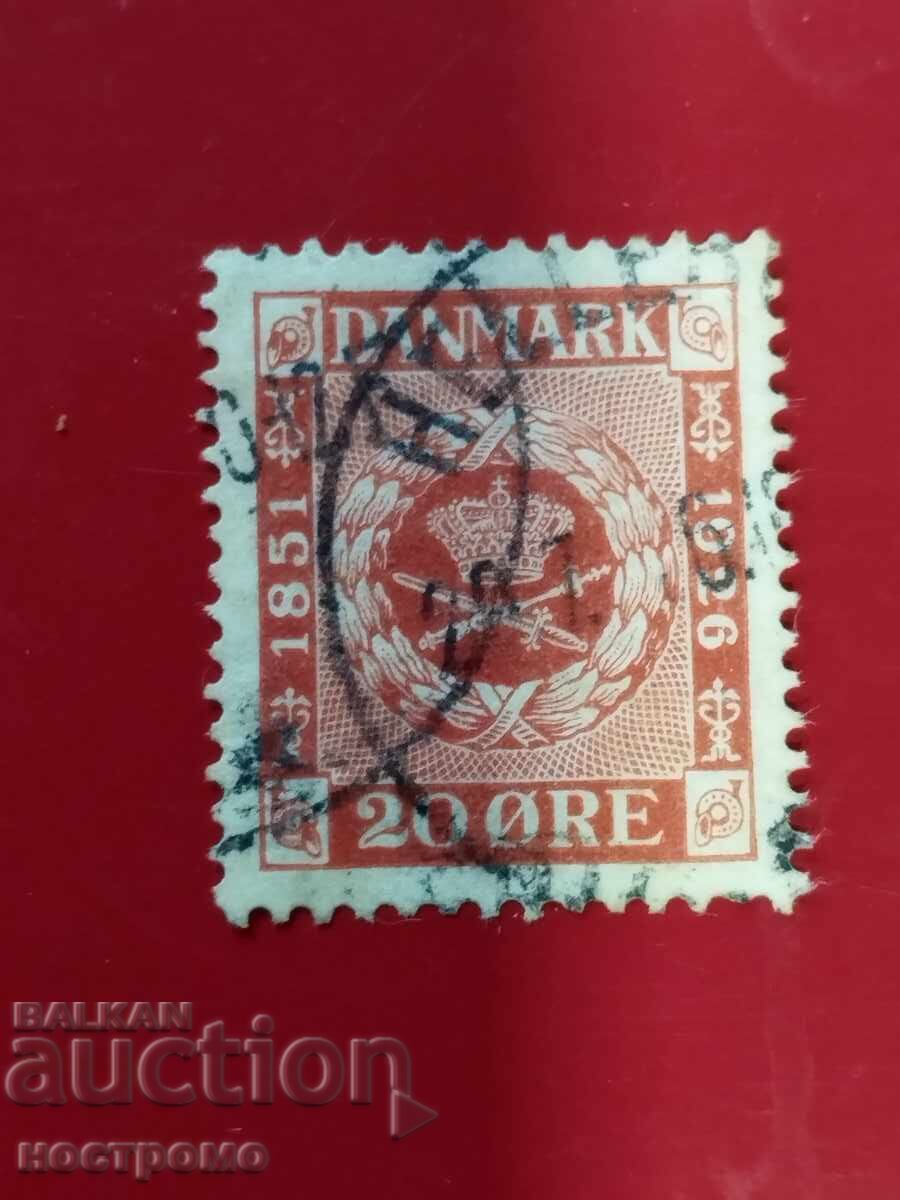 DANMARK
1851
1926
20 ØRE
BALKAN
auction
ностромо